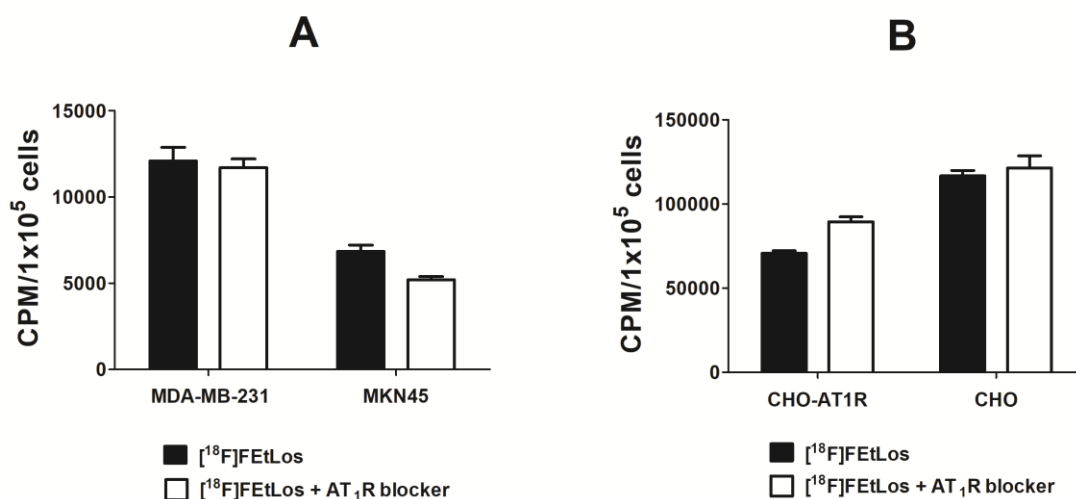 A
CPM/1x10⁵ cells
15000
10000
5000
0
MDA-MB-231 MKN45
[¹⁸F]FEtLos
[¹⁸F]FEtLos + AT₁R blocker
B
CPM/1x10⁵ cells
150000
100000
50000
0
CHO-AT1R CHO
[¹⁸F]FEtLos
[¹⁸F]FEtLos + AT₁R blocker